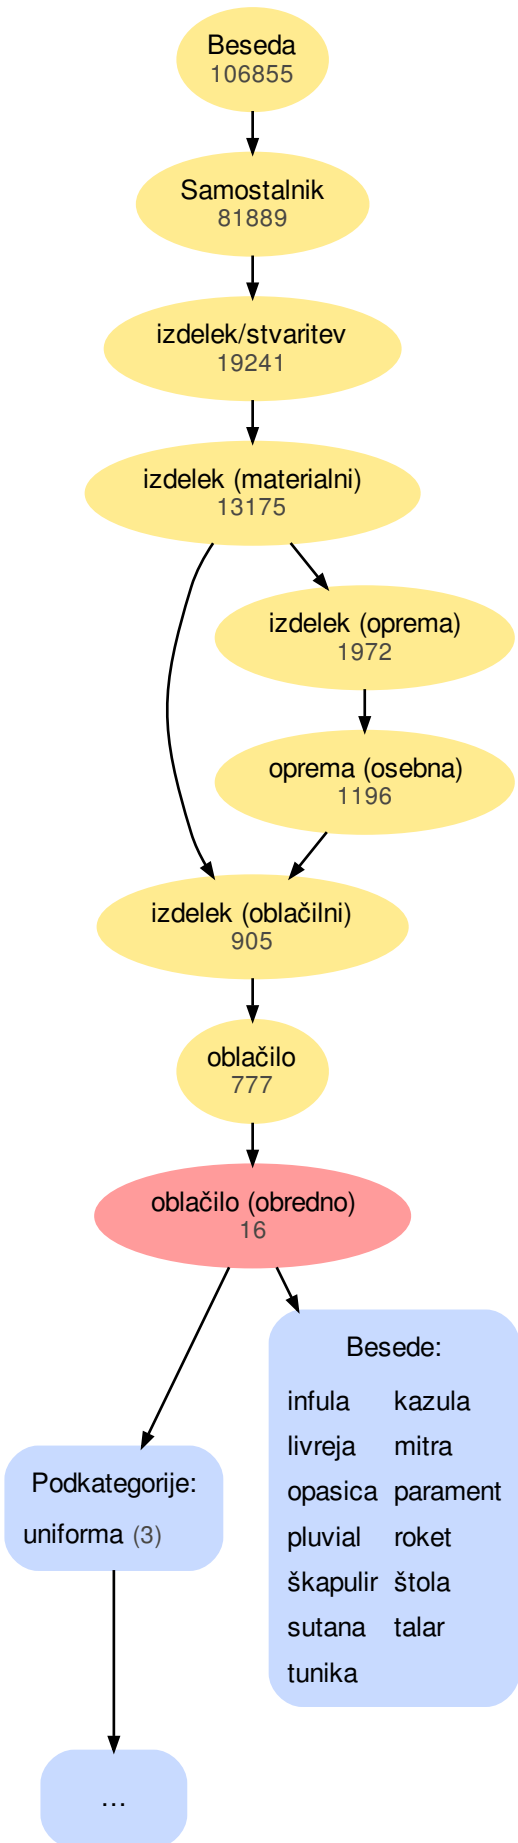 Beseda
106855
Samostalnik
81889
izdelek/stvaritev
19241
izdelek (materialni)
13175
izdelek (oprema)
1972
oprema (osebna)
1196
izdelek (oblačilni)
905
oblačilo
777
oblačilo (obredno)
16
Besede:
infula kazula
livreja mitra
opasica parament
pluvial roket
škapulir štola
sutana talar
tunika
Podkategorije:
uniforma (3)
...